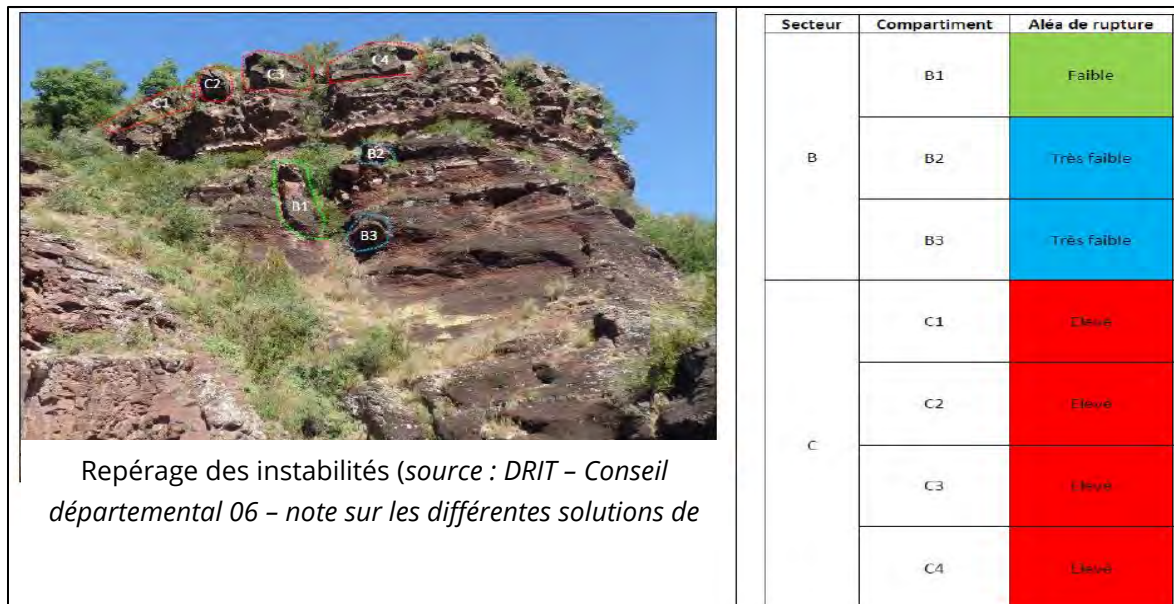 C1
C2
C3
C4
B2
B1
B3
Repérage des instabilités (source : DRIT – Conseil
départemental 06 – note sur les différentes solutions de
Secteur Compartiment Aléa de rupture
B
B1 Faible
B2 Très faible
B3 Très faible
C
C1 Elevé
C2 Elevé
C3 Elevé
C4 Elevé